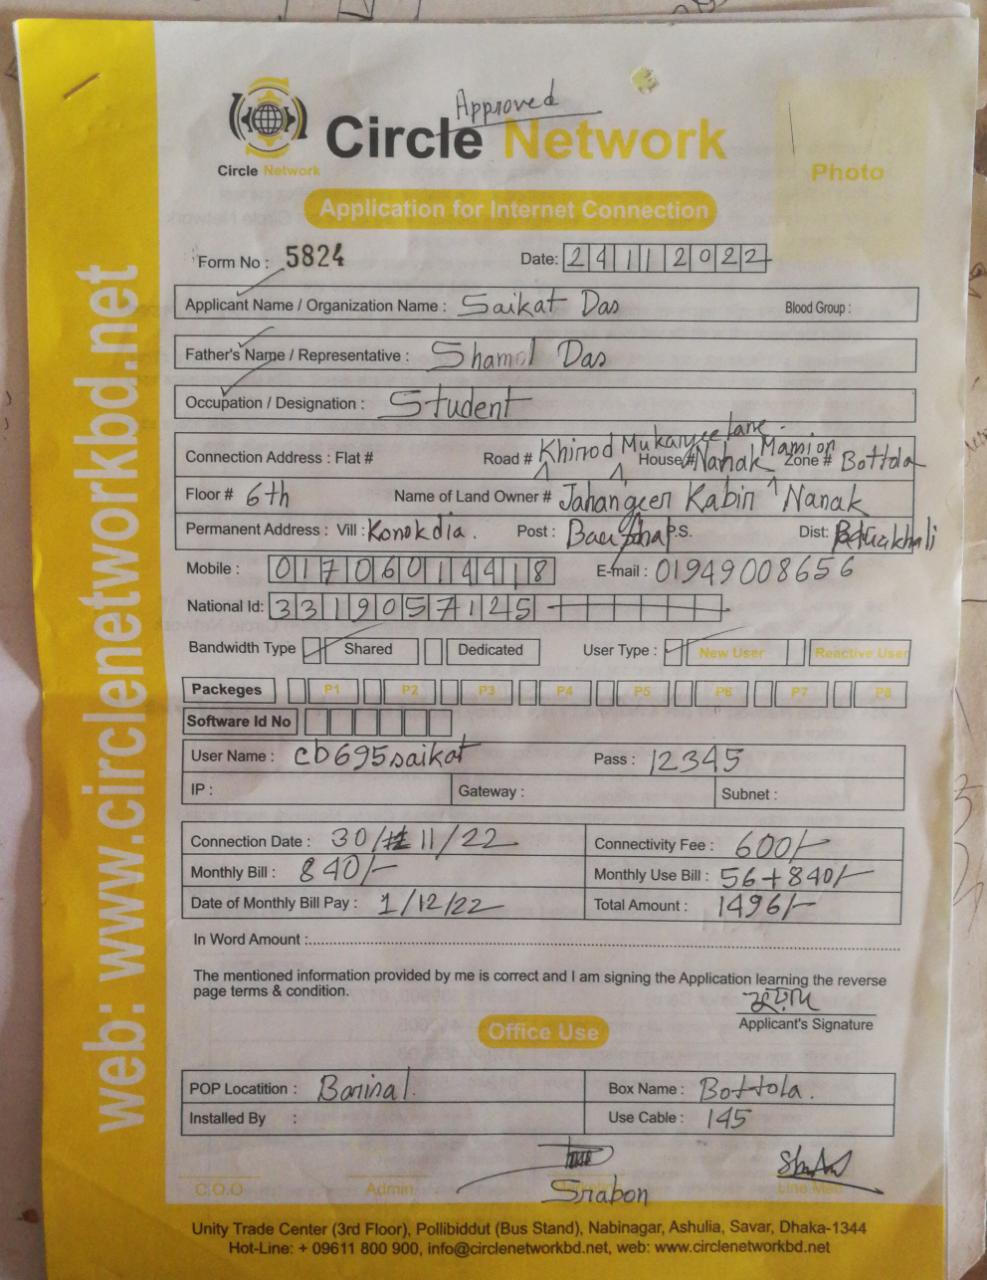 Approved
Circle Network
Circle Network
Photo
Application for Internet Connection
Form No : 5824 Date: 24112022
Applicant Name / Organization Name : Saikat Das Blood Group :
Father's Name / Representative : Shamol Das
Occupation / Designation : Student
Connection Address : Flat # Road # Khirod Mukarjee lane House # Nanak Mansion Zone # Bottola
Floor # 6th Name of Land Owner # Jahangeer Kabir Nanak
Permanent Address : Vill : Konokdia. Post : P.S. Dist:
Mobile : 01706014418 E-mail : 01949008656
National Id: 3319057125
Bandwidth Type Shared Dedicated User Type : New User Reactive User
Packeges P1 P2 P3 P4 P5 P6 P7 P8
Software Id No
User Name : cb695saikat Pass : 12345
IP : Gateway : Subnet :
Connection Date : 30/11/22 Connectivity Fee : 600/-
Monthly Bill : 840/- Monthly Use Bill : 56+840/-
Date of Monthly Bill Pay : 1/12/22 Total Amount : 1496/-
In Word Amount :
The mentioned information provided by me is correct and I am signing the Application learning the reverse
page terms & condition.
Applicant's Signature
Office Use
POP Locatition : Barisal. Box Name : Bottola.
Installed By : Use Cable : 145
C.O.O Admin Line Man
Srabon
Unity Trade Center (3rd Floor), Pollibiddut (Bus Stand), Nabinagar, Ashulia, Savar, Dhaka-1344
Hot-Line: + 09611 800 900, info@circlenetworkbd.net, web: www.circlenetworkbd.net
web: www.circlenetworkbd.net